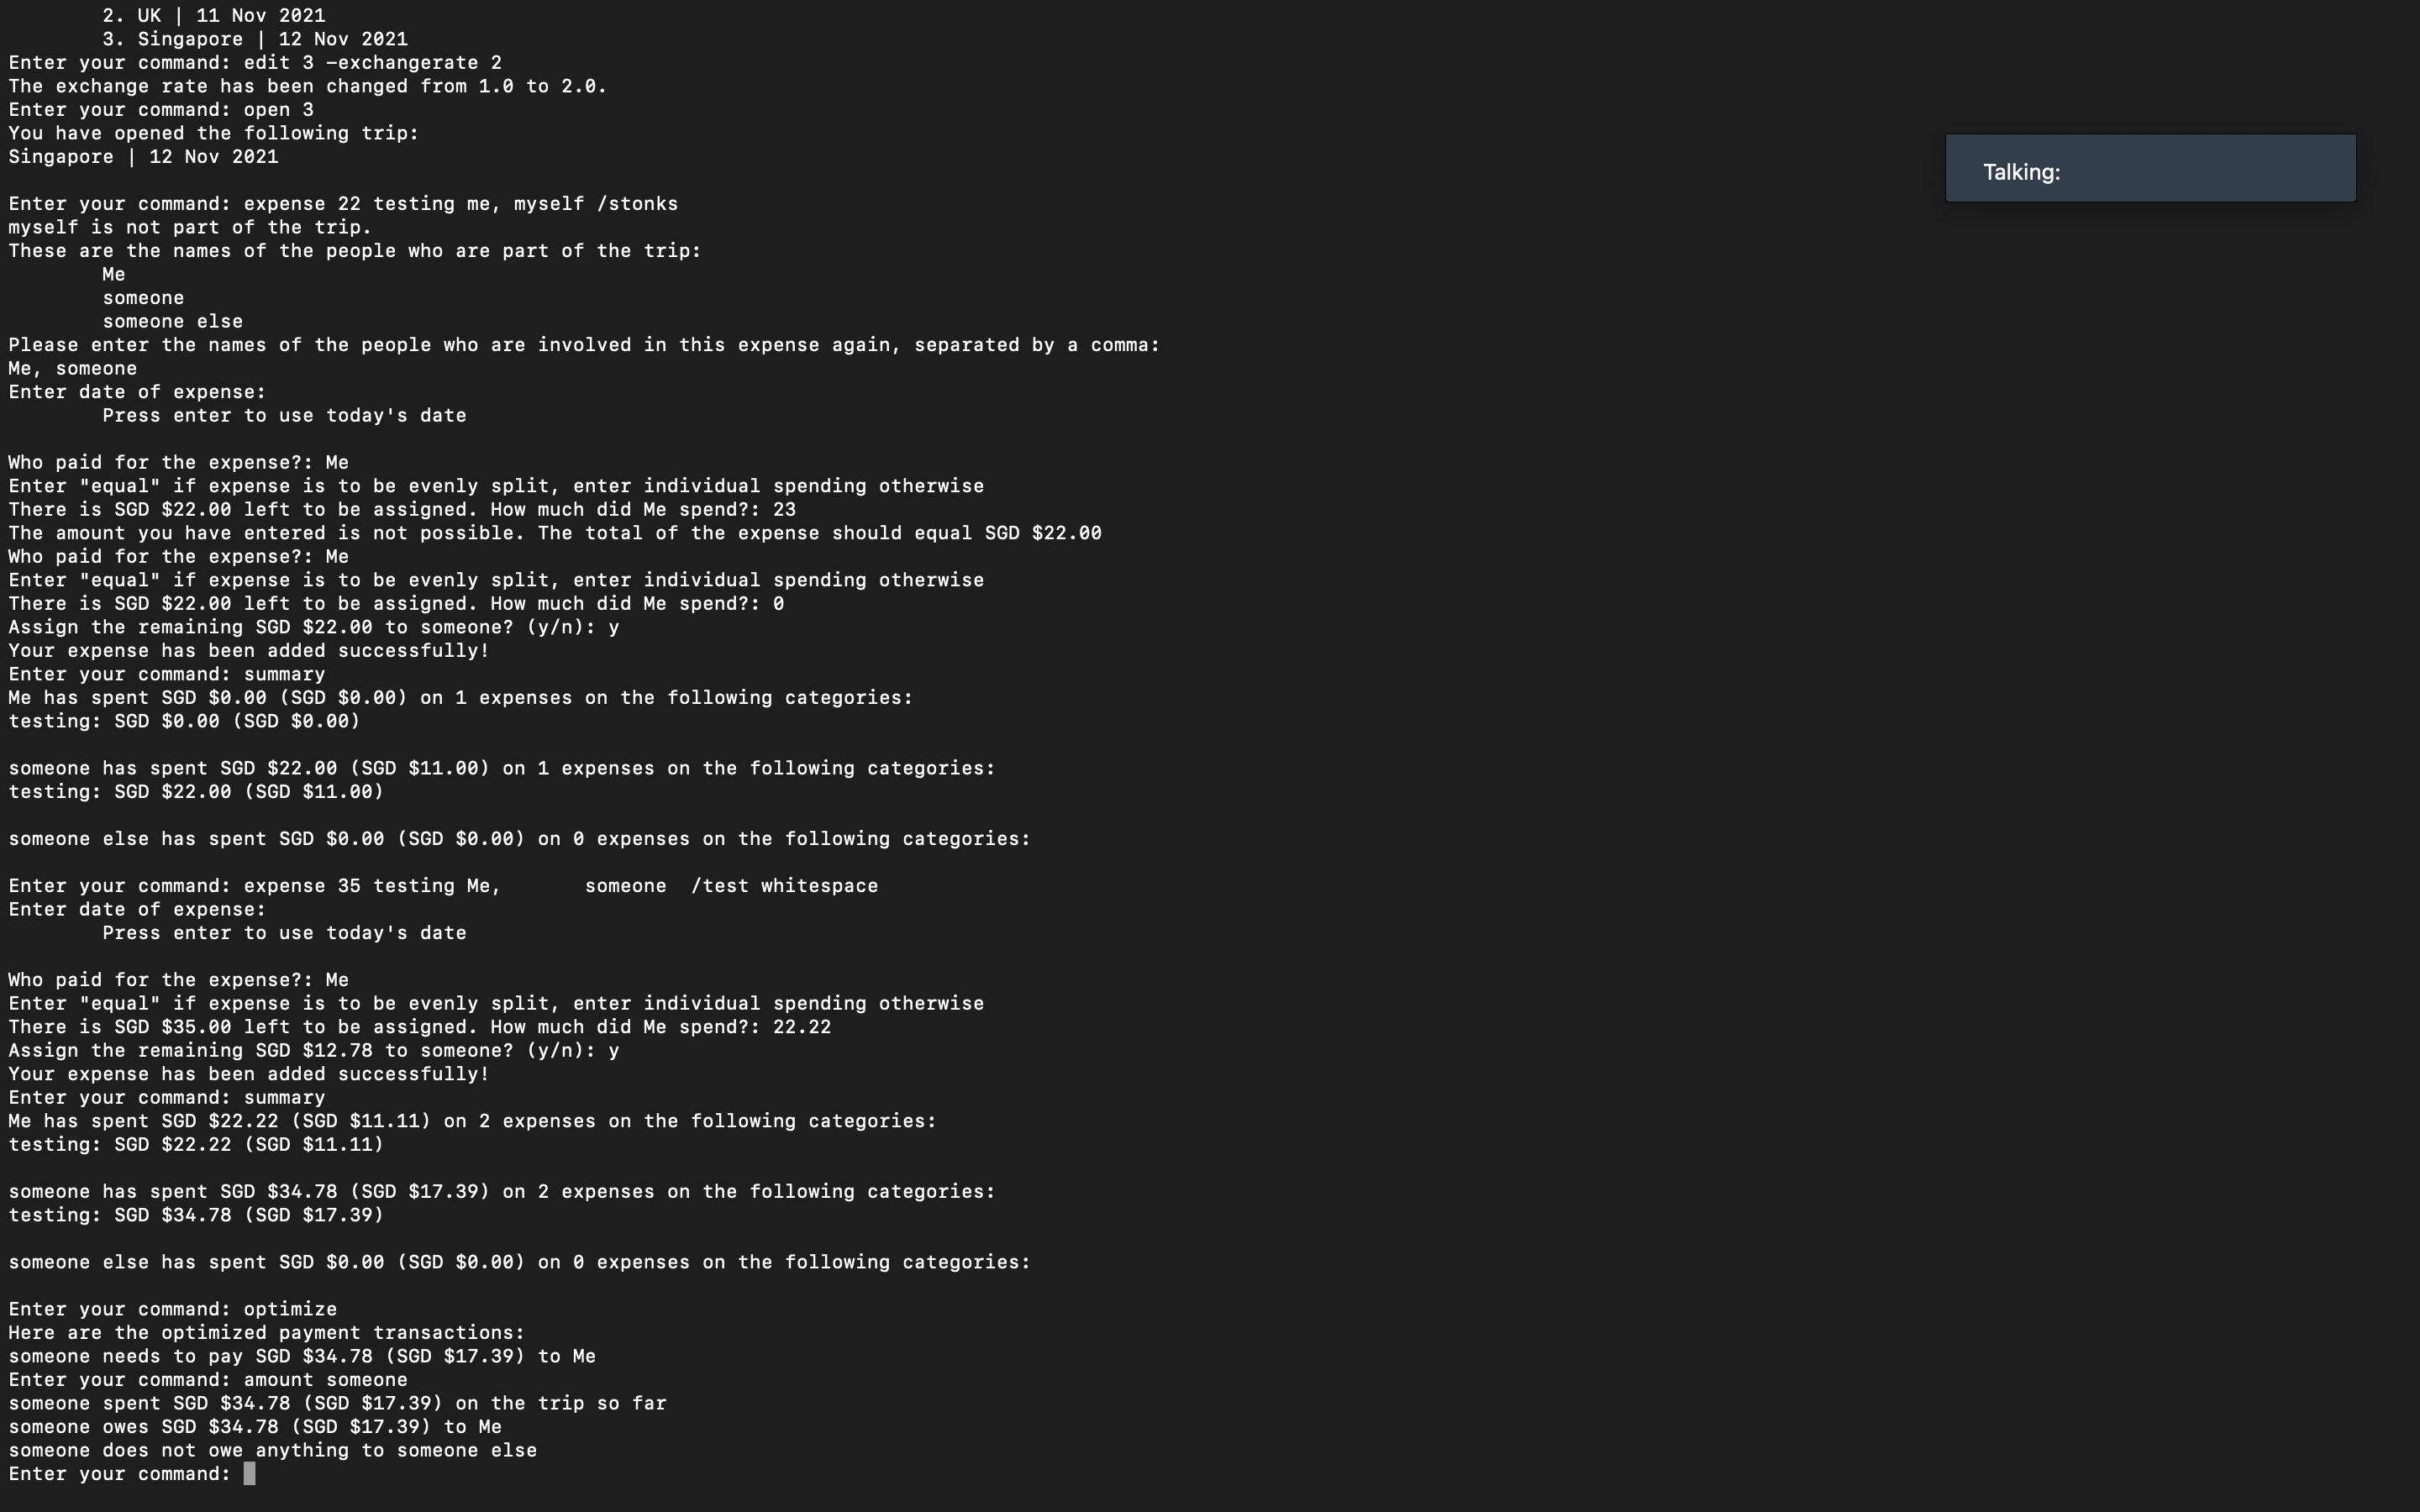 2. UK | 11 Nov 2021
3. Singapore | 12 Nov 2021
Enter your command: edit 3 -exchangerate 2
The exchange rate has been changed from 1.0 to 2.0.
Enter your command: open 3
You have opened the following trip:
Singapore | 12 Nov 2021
Talking:
Enter your command: expense 22 testing me, myself /stonks
myself is not part of the trip.
These are the names of the people who are part of the trip:
Me
someone
someone else
Please enter the names of the people who are involved in this expense again, separated by a comma:
Me, someone
Enter date of expense:
Press enter to use today's date
Who paid for the expense?: Me
Enter "equal" if expense is to be evenly split, enter individual spending otherwise
There is SGD $22.00 left to be assigned. How much did Me spend?: 23
The amount you have entered is not possible. The total of the expense should equal SGD $22.00
Who paid for the expense?: Me
Enter "equal" if expense is to be evenly split, enter individual spending otherwise
There is SGD $22.00 left to be assigned. How much did Me spend?: 0
Assign the remaining SGD $22.00 to someone? (y/n): y
Your expense has been added successfully!
Enter your command: summary
Me has spent SGD $0.00 (SGD $0.00) on 1 expenses on the following categories:
testing: SGD $0.00 (SGD $0.00)
someone has spent SGD $22.00 (SGD $11.00) on 1 expenses on the following categories:
testing: SGD $22.00 (SGD $11.00)
someone else has spent SGD $0.00 (SGD $0.00) on 0 expenses on the following categories:
Enter your command: expense 35 testing Me,       someone  /test whitespace
Enter date of expense:
Press enter to use today's date
Who paid for the expense?: Me
Enter "equal" if expense is to be evenly split, enter individual spending otherwise
There is SGD $35.00 left to be assigned. How much did Me spend?: 22.22
Assign the remaining SGD $12.78 to someone? (y/n): y
Your expense has been added successfully!
Enter your command: summary
Me has spent SGD $22.22 (SGD $11.11) on 2 expenses on the following categories:
testing: SGD $22.22 (SGD $11.11)
someone has spent SGD $34.78 (SGD $17.39) on 2 expenses on the following categories:
testing: SGD $34.78 (SGD $17.39)
someone else has spent SGD $0.00 (SGD $0.00) on 0 expenses on the following categories:
Enter your command: optimize
Here are the optimized payment transactions:
someone needs to pay SGD $34.78 (SGD $17.39) to Me
Enter your command: amount someone
someone spent SGD $34.78 (SGD $17.39) on the trip so far
someone owes SGD $34.78 (SGD $17.39) to Me
someone does not owe anything to someone else
Enter your command: